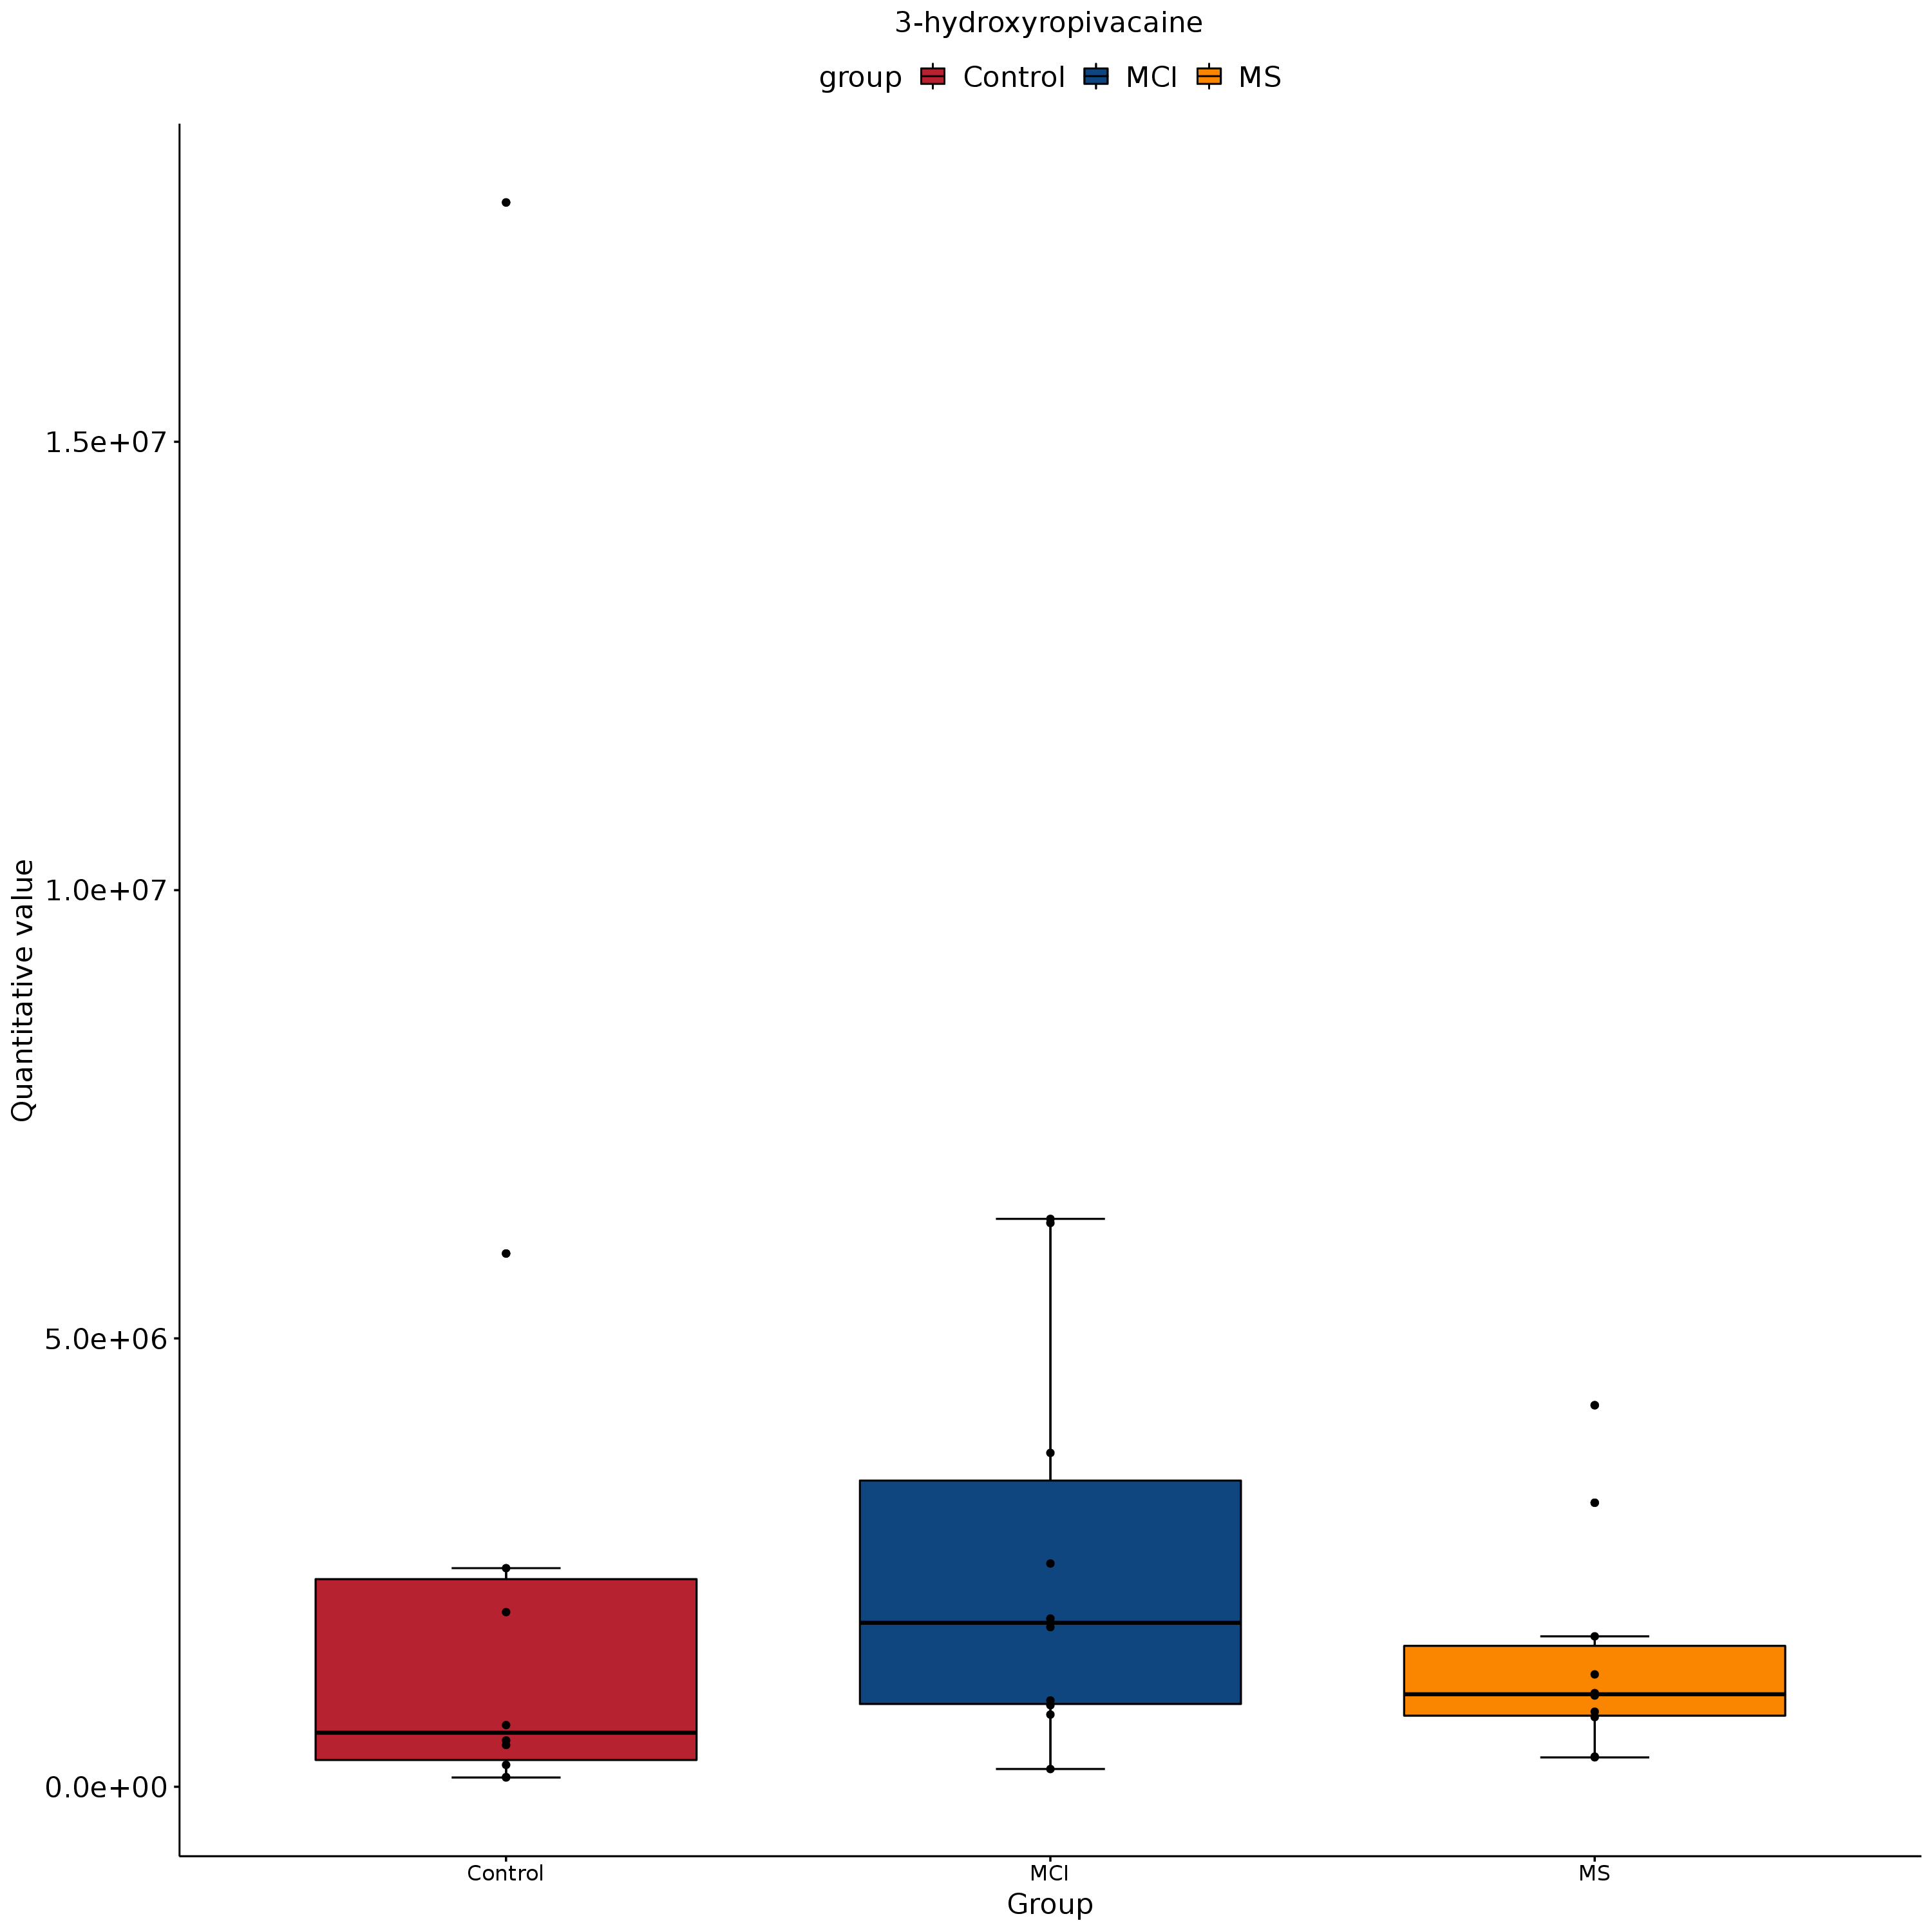 3-hydroxyropivacaine
group Control MCI MS
1.5e+07
1.0e+07
5.0e+06
0.0e+00
Quantitative value
Control MCI MS
Group